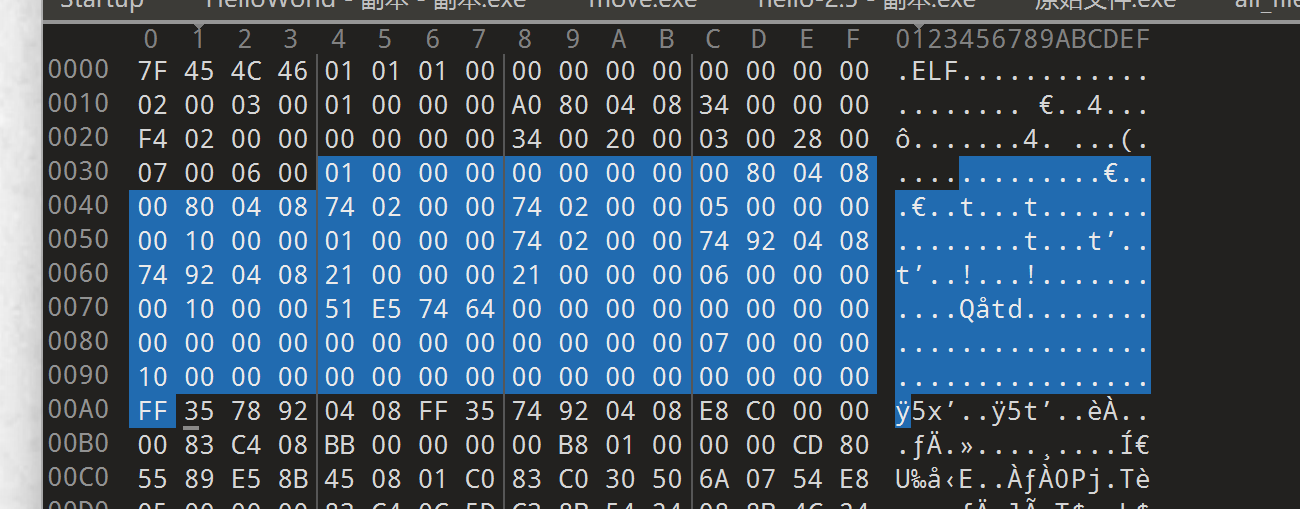 Startup HelloWorld - 副本 - 副本.exe move.exe hello-2.5 - 副本.exe 原始文件.exe
0 1 2 3 4 5 6 7 8 9 A B C D E F 0123456789ABCDEF
0000 7F 45 4C 46 01 01 01 00 00 00 00 00 00 00 00 00 .ELF............
0010 02 00 03 00 01 00 00 00 A0 80 04 08 34 00 00 00 ........ €..4...
0020 F4 02 00 00 00 00 00 00 34 00 20 00 03 00 28 00 ô.......4. ...(.
0030 07 00 06 00 01 00 00 00 00 00 00 00 00 80 04 08 .............€..
0040 00 80 04 08 74 02 00 00 74 02 00 00 05 00 00 00 .€..t...t.......
0050 00 10 00 00 01 00 00 00 74 02 00 00 74 92 04 08 ........t...t’..
0060 74 92 04 08 21 00 00 00 21 00 00 00 06 00 00 00 t’..!...!.......
0070 00 10 00 00 51 E5 74 64 00 00 00 00 00 00 00 00 ....Qåtd........
0080 00 00 00 00 00 00 00 00 00 00 00 00 07 00 00 00 ................
0090 10 00 00 00 00 00 00 00 00 00 00 00 00 00 00 00 ................
00A0 FF 35 78 92 04 08 FF 35 74 92 04 08 E8 C0 00 00 ÿ5x’..ÿ5t’..èÀ..
00B0 00 83 C4 08 BB 00 00 00 00 B8 01 00 00 00 CD 80 .ƒÄ.»....¸....Í€
00C0 55 89 E5 8B 45 08 01 C0 83 C0 30 50 6A 07 54 E8 U‰å‹E..ÀƒÀ0Pj.Tè